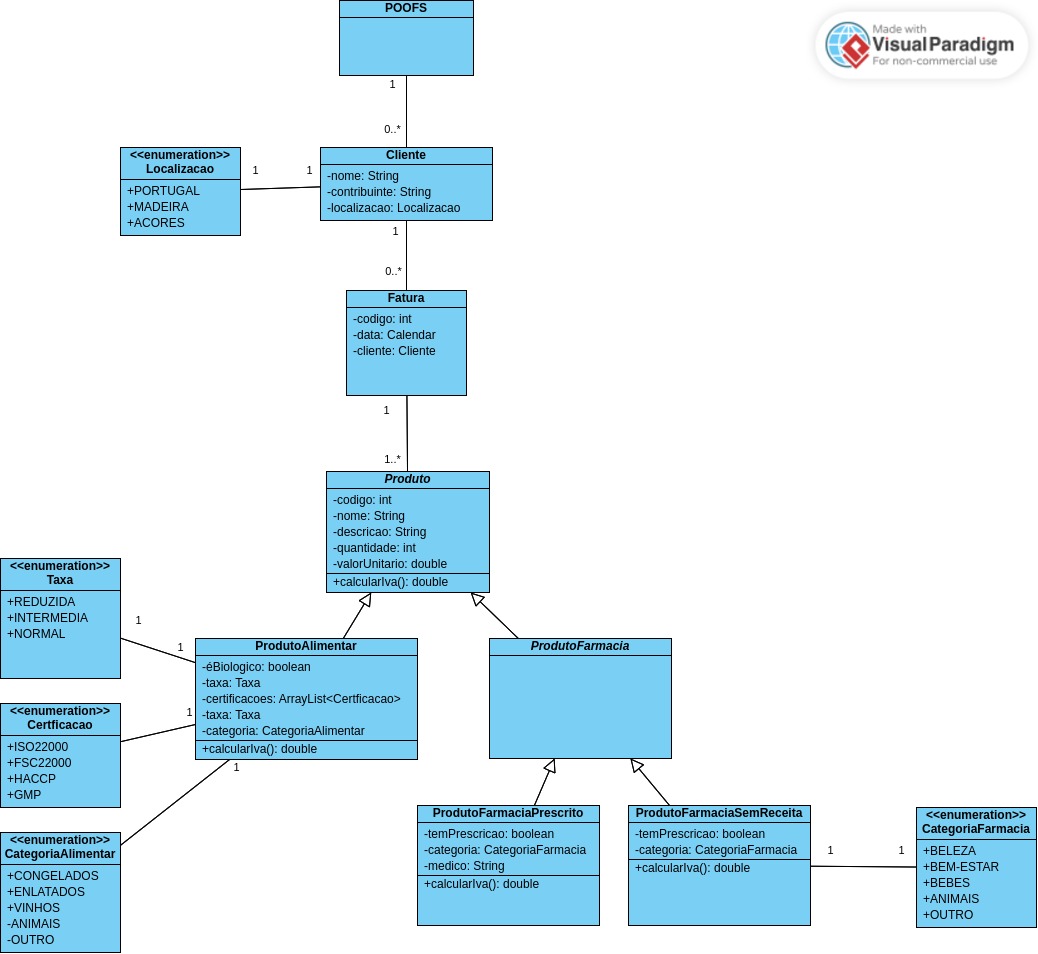 POOFS
Made with
Visual Paradigm
For non-commercial use
1
0..*
<<enumeration>>
Localizacao
+PORTUGAL
+MADEIRA
+ACORES
1
1
Cliente
-nome: String
-contribuinte: String
-localizacao: Localizacao
1
0..*
Fatura
-codigo: int
-data: Calendar
-cliente: Cliente
1
1..*
Produto
-codigo: int
-nome: String
-descricao: String
-quantidade: int
-valorUnitario: double
+calcularIva(): double
<<enumeration>>
Taxa
+REDUZIDA
+INTERMEDIA
+NORMAL
1
1
ProdutoAlimentar
-éBiologico: boolean
-taxa: Taxa
-certificacoes: ArrayList<Certficacao>
-taxa: Taxa
-categoria: CategoriaAlimentar
+calcularIva(): double
ProdutoFarmacia
<<enumeration>>
Certficacao
+ISO22000
+FSC22000
+HACCP
+GMP
1
1
<<enumeration>>
CategoriaAlimentar
+CONGELADOS
+ENLATADOS
+VINHOS
-ANIMAIS
-OUTRO
ProdutoFarmaciaPrescrito
-temPrescricao: boolean
-categoria: CategoriaFarmacia
-medico: String
+calcularIva(): double
ProdutoFarmaciaSemReceita
-temPrescricao: boolean
-categoria: CategoriaFarmacia
+calcularIva(): double
1
1
<<enumeration>>
CategoriaFarmacia
+BELEZA
+BEM-ESTAR
+BEBES
+ANIMAIS
+OUTRO